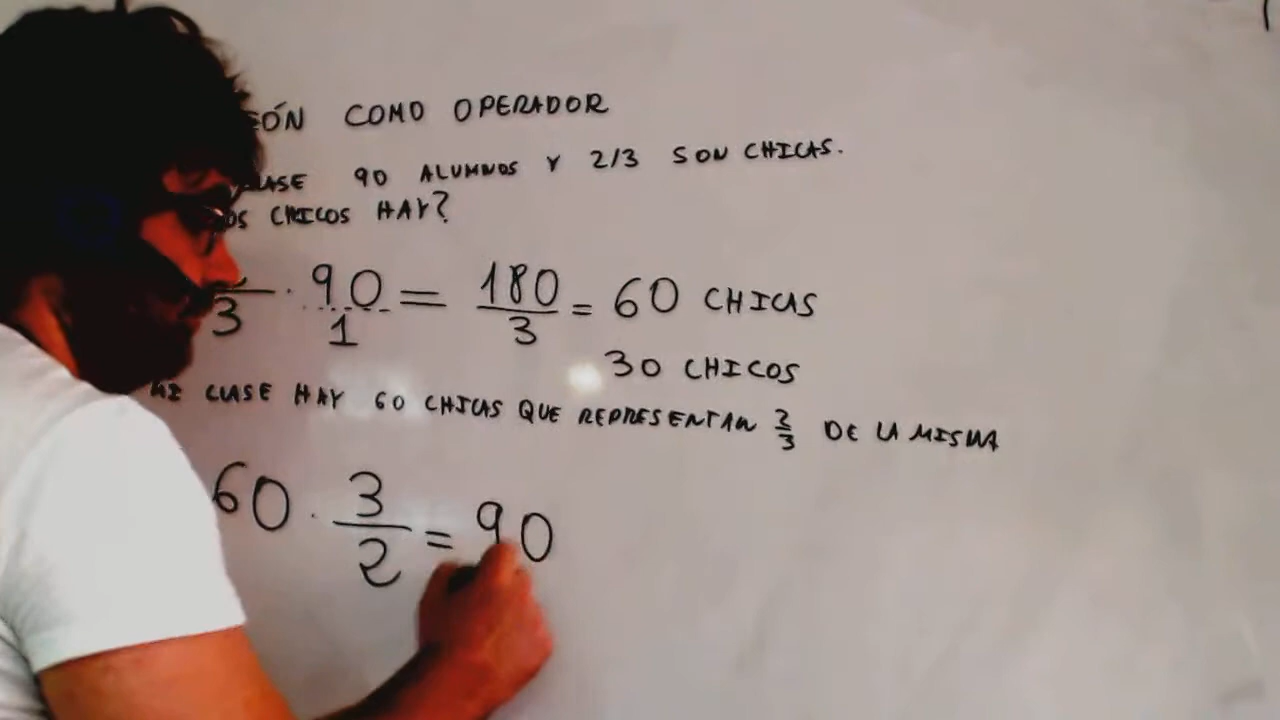 COMO OPERADOR
90 ALUMNOS Y 2/3 SON CHICAS.
CHICOS HAY?
3 · 90/1 = 180/3 = 60 CHICAS
30 CHICOS
CLASE HAY 60 CHICAS QUE REPRESENTAN 2/3 DE LA MISMA
60 · 3/2 = 90